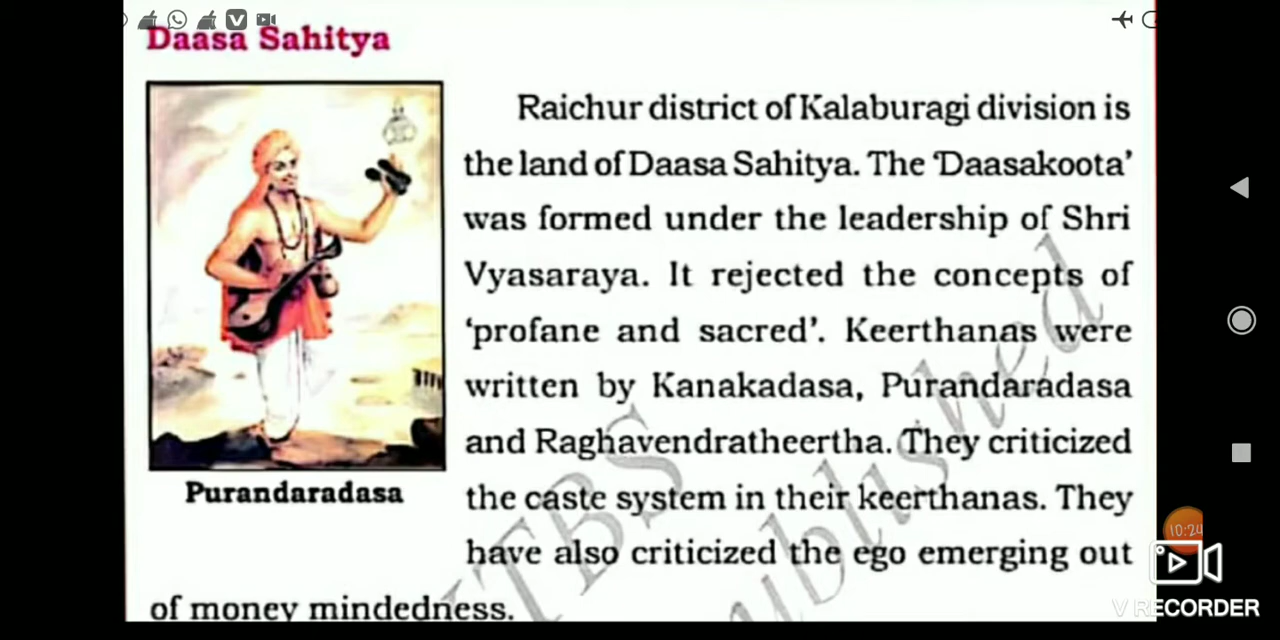 Daasa Sahitya
Raichur district of Kalaburagi division is
the land of Daasa Sahitya. The 'Daasakoota'
was formed under the leadership of Shri
Vyasaraya. It rejected the concepts of
'profane and sacred'. Keerthanas were
written by Kanakadasa, Purandaradasa
and Raghavendratheertha. They criticized
the caste system in their keerthanas. They
have also criticized the ego emerging out
of money mindedness.
Purandaradasa
KTBS
published
10:24
V RECORDER